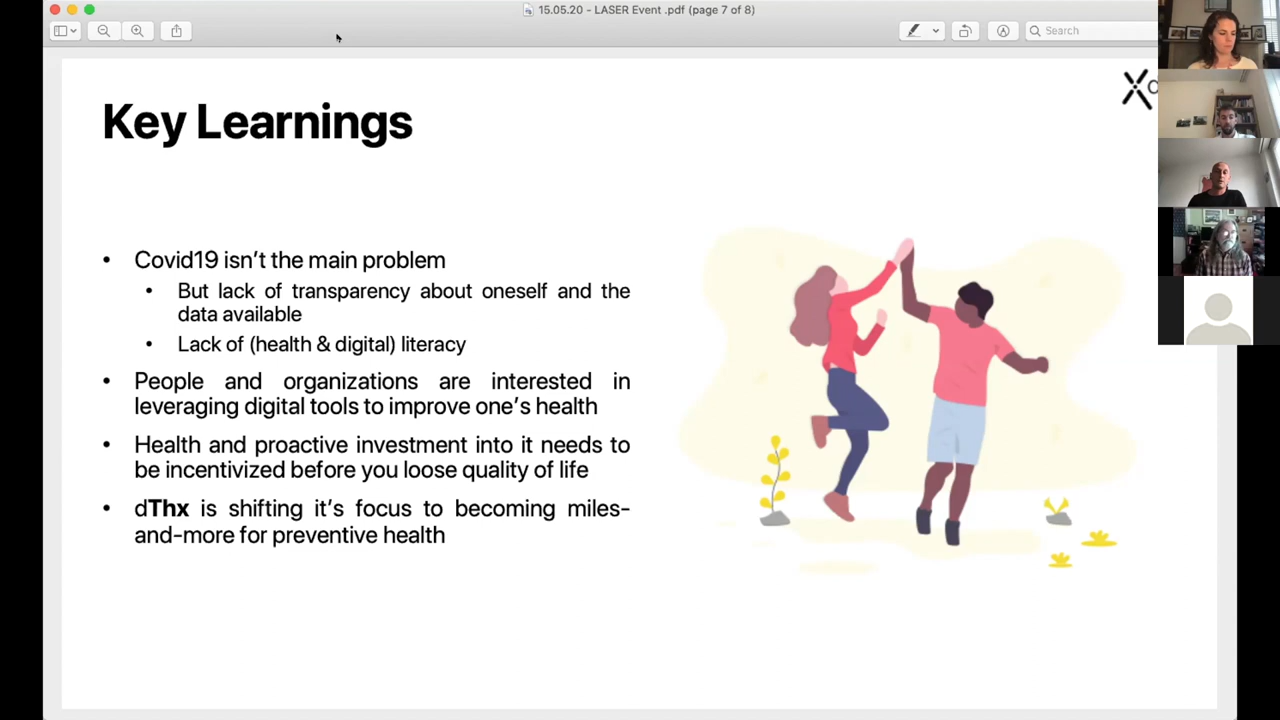 15.05.20 - LASER Event .pdf (page 7 of 8)
Search
Key Learnings
• Covid19 isn't the main problem
• But lack of transparency about oneself and the
data available
• Lack of (health & digital) literacy
• People and organizations are interested in
leveraging digital tools to improve one's health
• Health and proactive investment into it needs to
be incentivized before you loose quality of life
• dThx is shifting it's focus to becoming miles-
and-more for preventive health